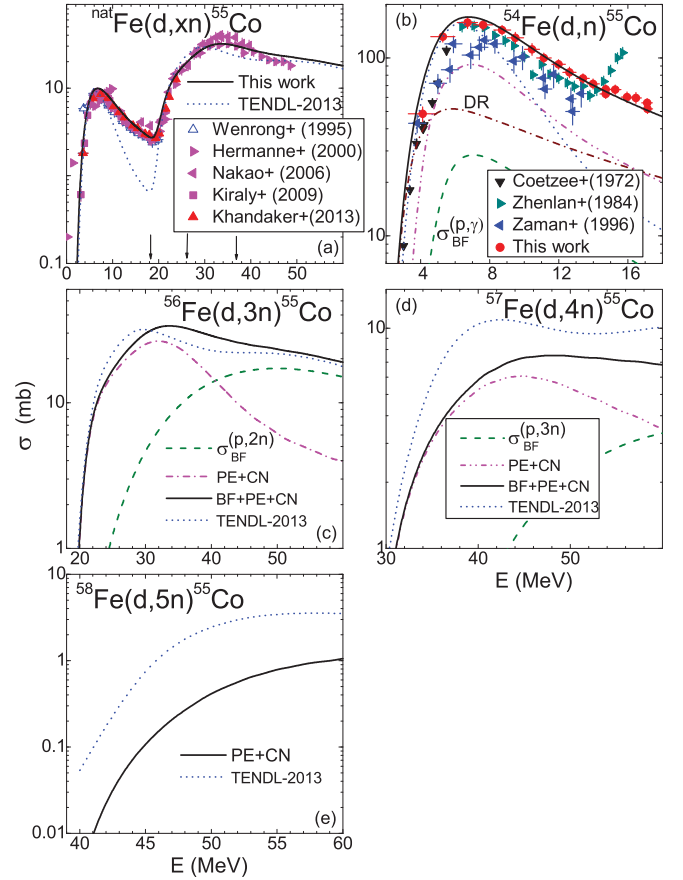 natFe(d,xn)55Co
This work
TENDL-2013
Wenrong+ (1995)
Hermanne+ (2000)
Nakao+ (2006)
Kiraly+ (2009)
Khandaker+(2013)
(a)
10
0.1
0 10 20 30 40 50
(b)
54Fe(d,n)55Co
DR
σBF(p,γ)
Coetzee+(1972)
Zhenlan+(1984)
Zaman+ (1996)
This work
100
10
4 8 12 16
56Fe(d,3n)55Co
σBF(p,2n)
PE+CN
BF+PE+CN
TENDL-2013
(c)
10
1
20 30 40 50
σ (mb)
(d)
57Fe(d,4n)55Co
σBF(p,3n)
PE+CN
BF+PE+CN
TENDL-2013
10
1
30 40 50
E (MeV)
58Fe(d,5n)55Co
PE+CN
TENDL-2013
(e)
10
1
0.1
0.01
40 45 50 55 60
E (MeV)